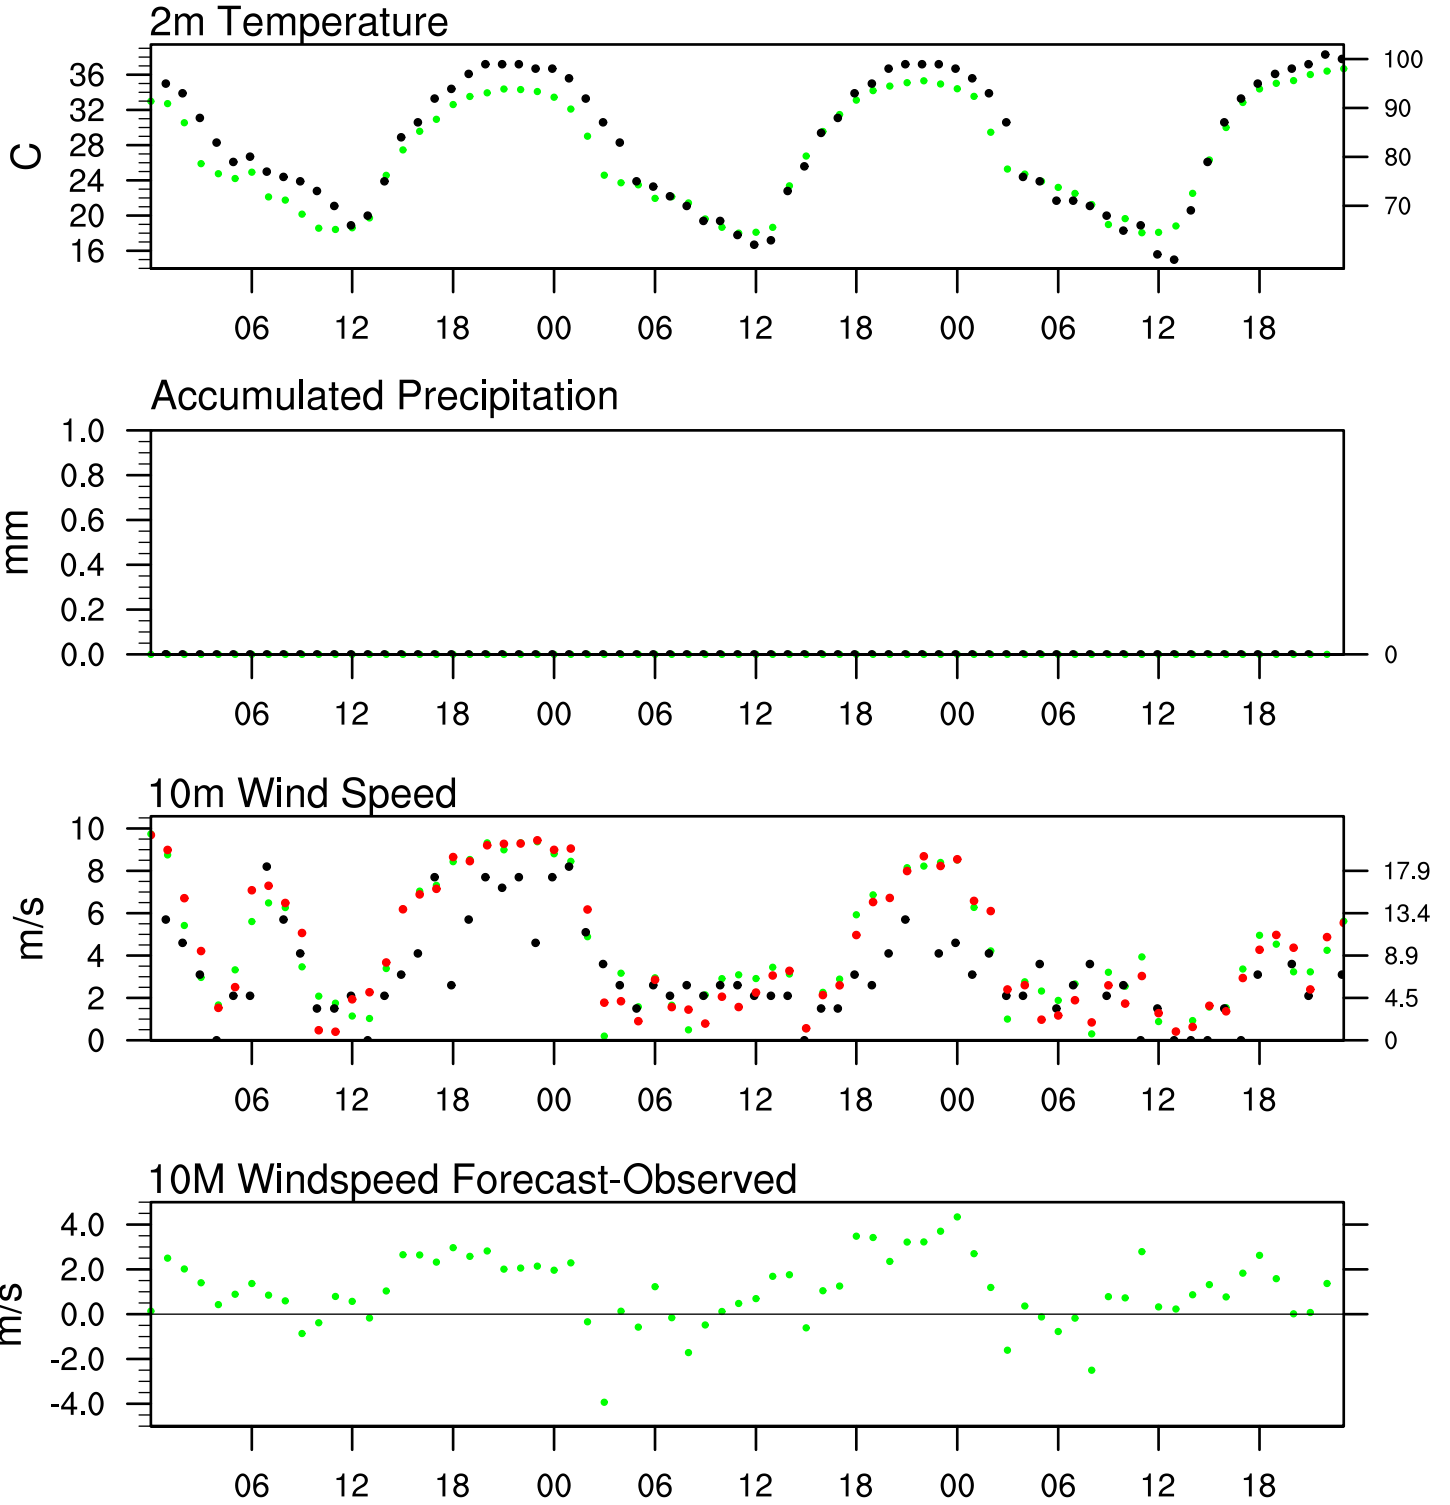 2m Temperature
C
36
32
28
24
20
16
100
90
80
70
06 12 18 00 06 12 18 00 06 12 18
Accumulated Precipitation
mm
1.0
0.8
0.6
0.4
0.2
0.0
0
06 12 18 00 06 12 18 00 06 12 18
10m Wind Speed
m/s
10
8
6
4
2
0
17.9
13.4
8.9
4.5
0
06 12 18 00 06 12 18 00 06 12 18
10M Windspeed Forecast-Observed
m/s
4.0
2.0
0.0
-2.0
-4.0
06 12 18 00 06 12 18 00 06 12 18